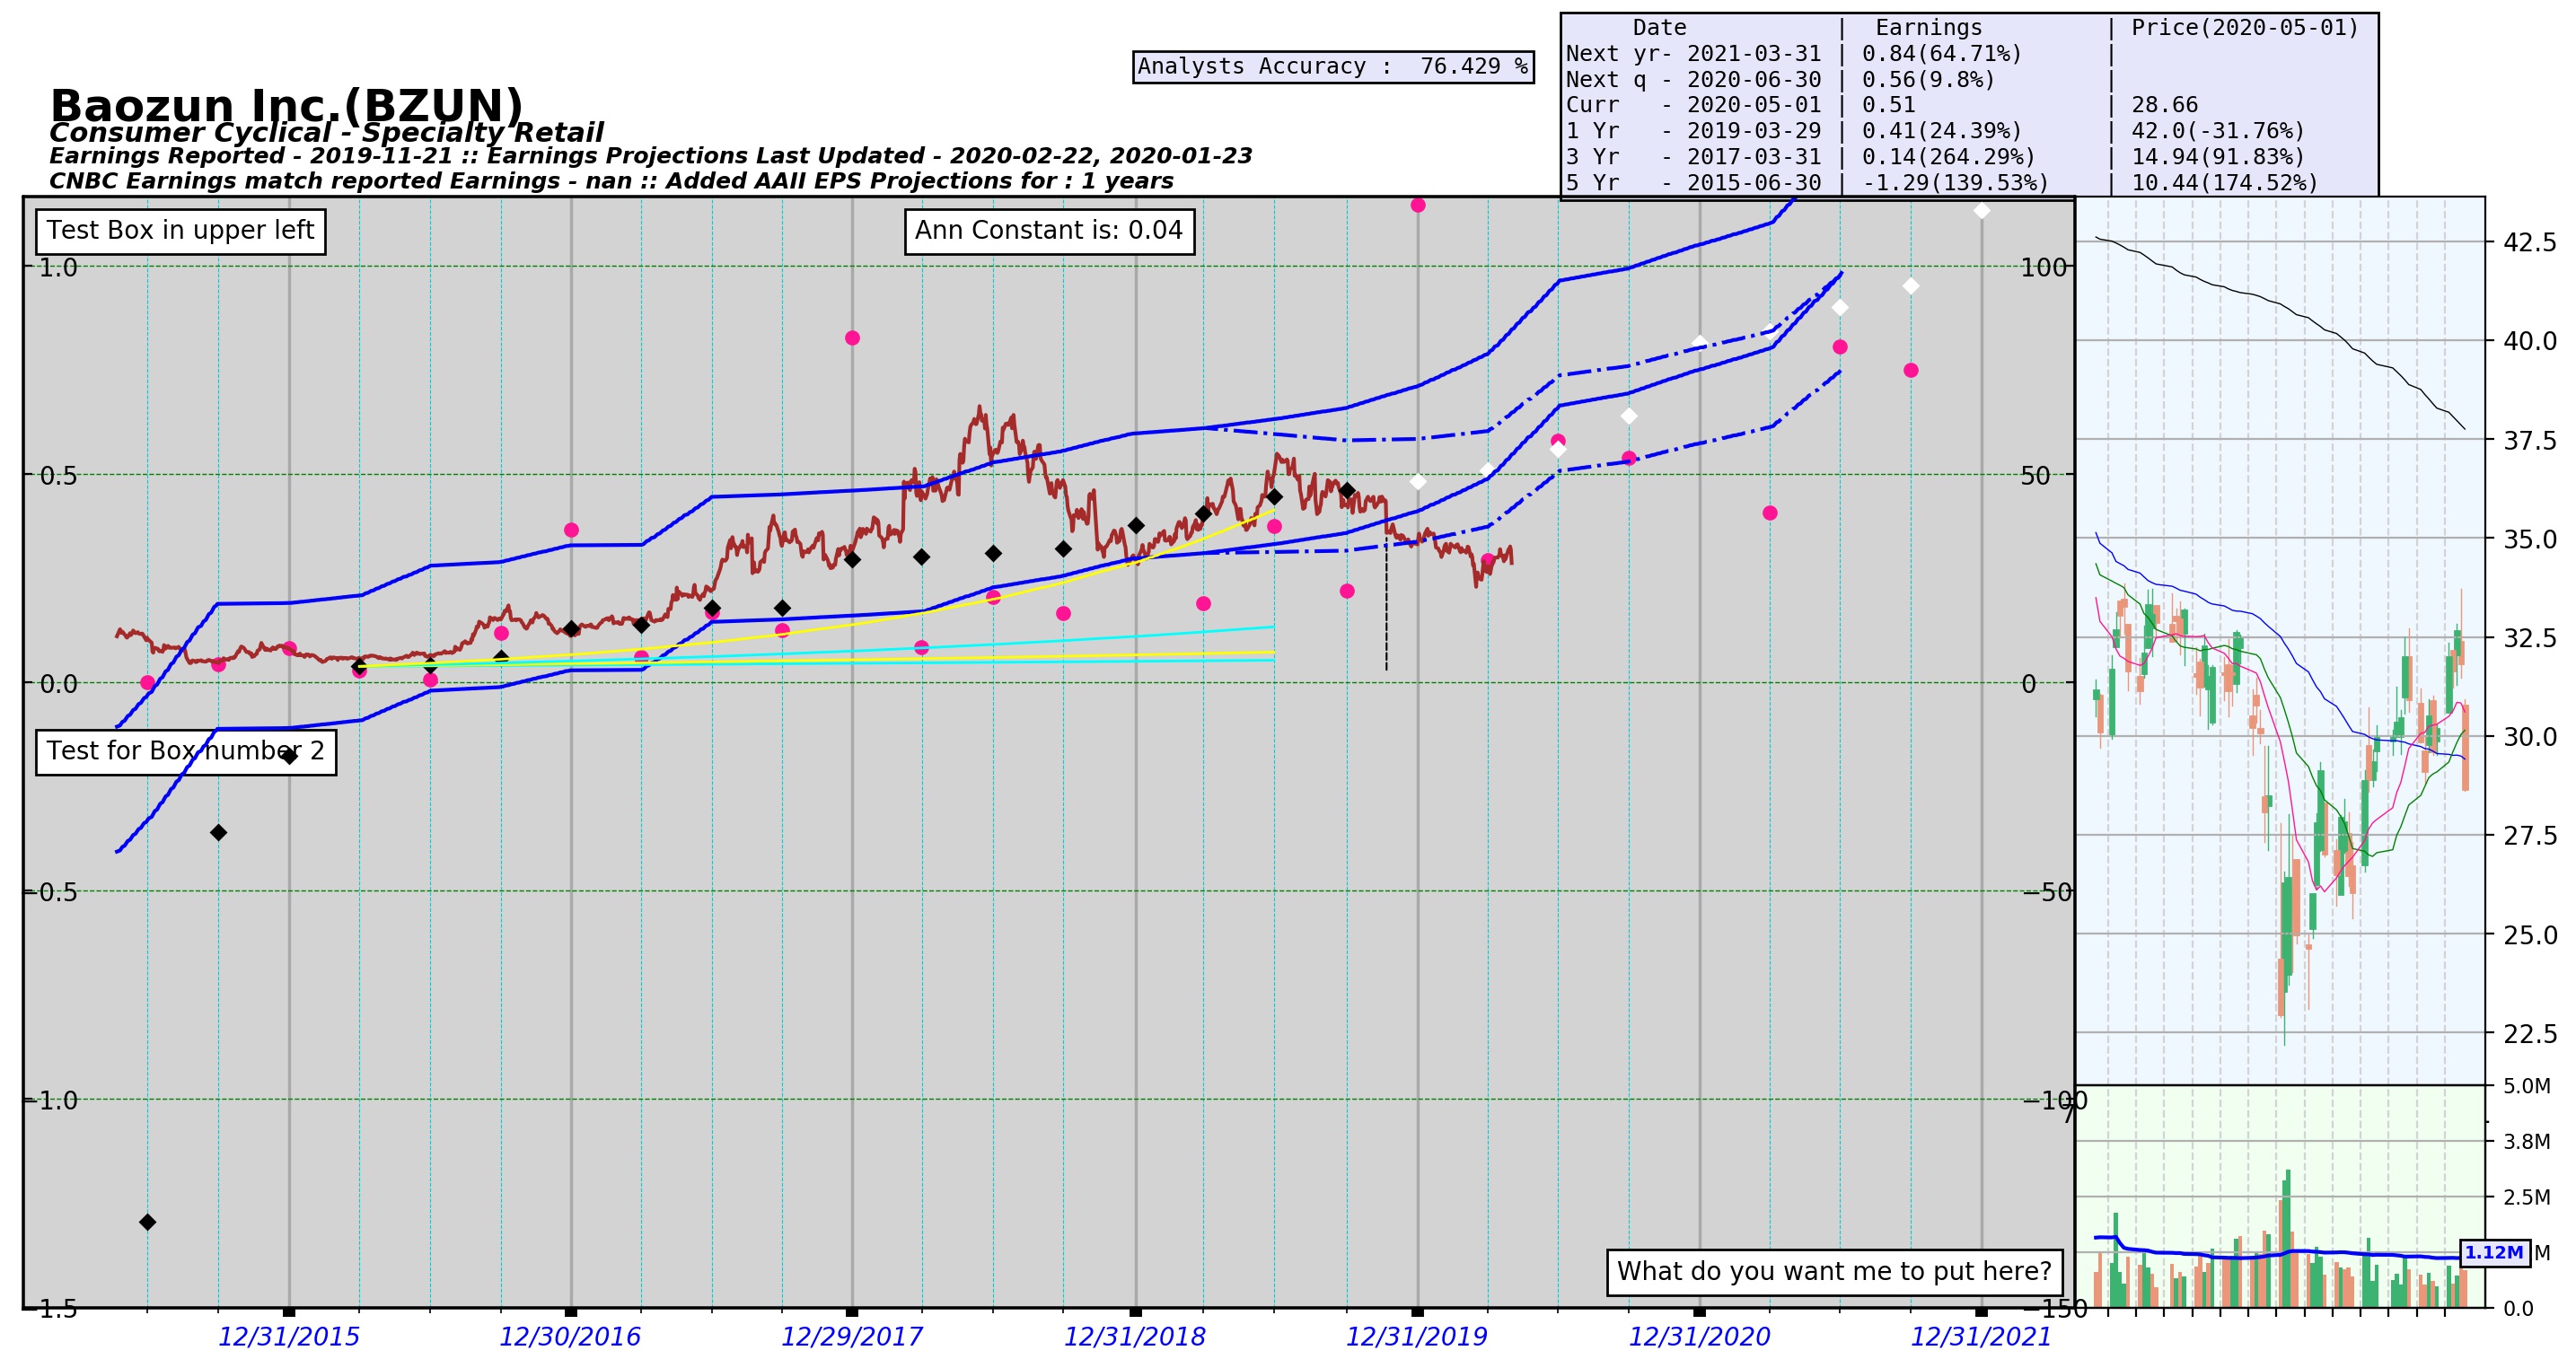 Date | Earnings | Price(2020-05-01)
Next yr- 2021-03-31 | 0.84(64.71%) |
Next q - 2020-06-30 | 0.56(9.8%) |
Curr - 2020-05-01 | 0.51 | 28.66
1 Yr - 2019-03-29 | 0.41(24.39%) | 42.0(-31.76%)
3 Yr - 2017-03-31 | 0.14(264.29%) | 14.94(91.83%)
5 Yr - 2015-06-30 | -1.29(139.53%) | 10.44(174.52%)
Analysts Accuracy : 76.429 %
Baozun Inc.(BZUN)
Consumer Cyclical - Specialty Retail
Earnings Reported - 2019-11-21 :: Earnings Projections Last Updated - 2020-02-22, 2020-01-23
CNBC Earnings match reported Earnings - nan :: Added AAII EPS Projections for : 1 years
Test Box in upper left
Ann Constant is: 0.04
1.0
0.5
0.0
−0.5
−1.0
−1.5
Test for Box number 2
100
50
0
−50
−100
−150
What do you want me to put here?
42.5
40.0
37.5
35.0
32.5
30.0
27.5
25.0
22.5
5.0M
3.8M
2.5M
1.12M
M
0.0
12/31/2015
12/30/2016
12/29/2017
12/31/2018
12/31/2019
12/31/2020
12/31/2021